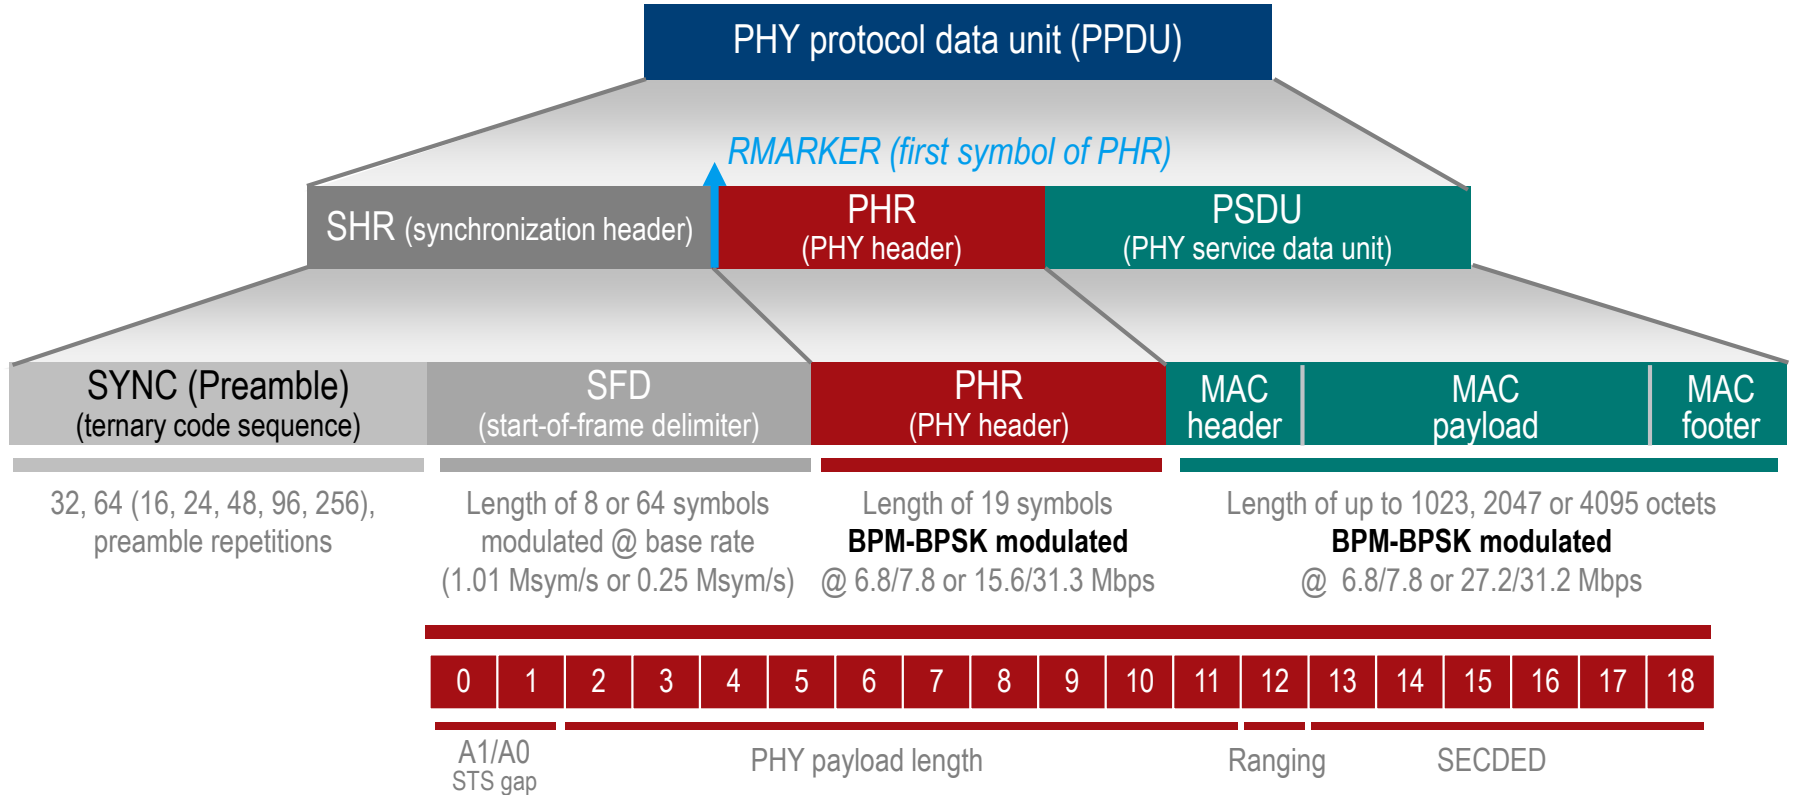 PHY protocol data unit (PPDU)
RMARKER (first symbol of PHR)
SHR (synchronization header)
PHR
(PHY header)
PSDU
(PHY service data unit)
SYNC (Preamble)
(ternary code sequence)
SFD
(start-of-frame delimiter)
PHR
(PHY header)
MAC
header
MAC
payload
MAC
footer
32, 64 (16, 24, 48, 96, 256),
preamble repetitions
Length of 8 or 64 symbols
modulated @ base rate
(1.01 Msym/s or 0.25 Msym/s)
Length of 19 symbols
BPM-BPSK modulated
@ 6.8/7.8 or 15.6/31.3 Mbps
Length of up to 1023, 2047 or 4095 octets
BPM-BPSK modulated
@ 6.8/7.8 or 27.2/31.2 Mbps
0 1 2 3 4 5 6 7 8 9 10 11 12 13 14 15 16 17 18
A1/A0
STS gap
PHY payload length
Ranging
SECDED